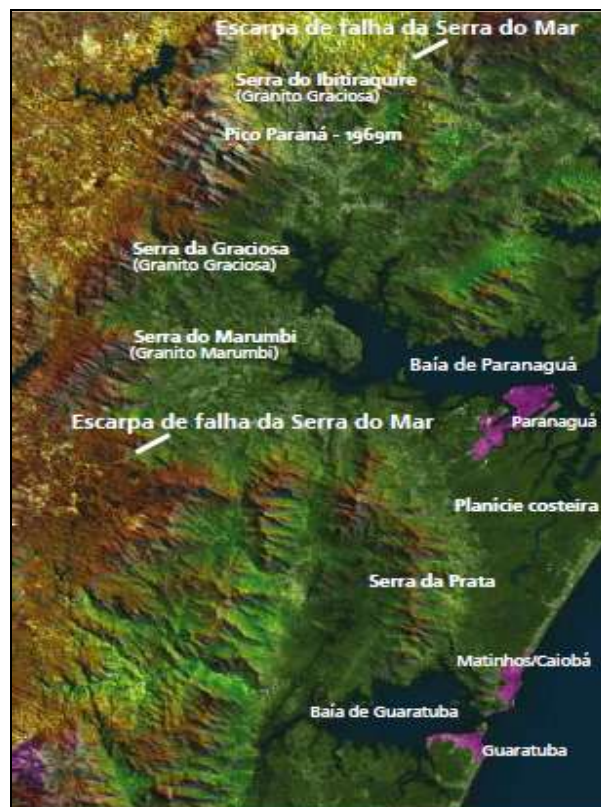 Escarpa de falha da Serra do Mar
Serra do Ibitiraquire
(Granito Graciosa)
Pico Paraná - 1969m
Serra da Graciosa
(Granito Graciosa)
Serra do Marumbi
(Granito Marumbi)
Baía de Paranaguá
Escarpa de falha da Serra do Mar
Paranaguá
Planície costeira
Serra da Prata
Matinhos/Caiobá
Baía de Guaratuba
Guaratuba